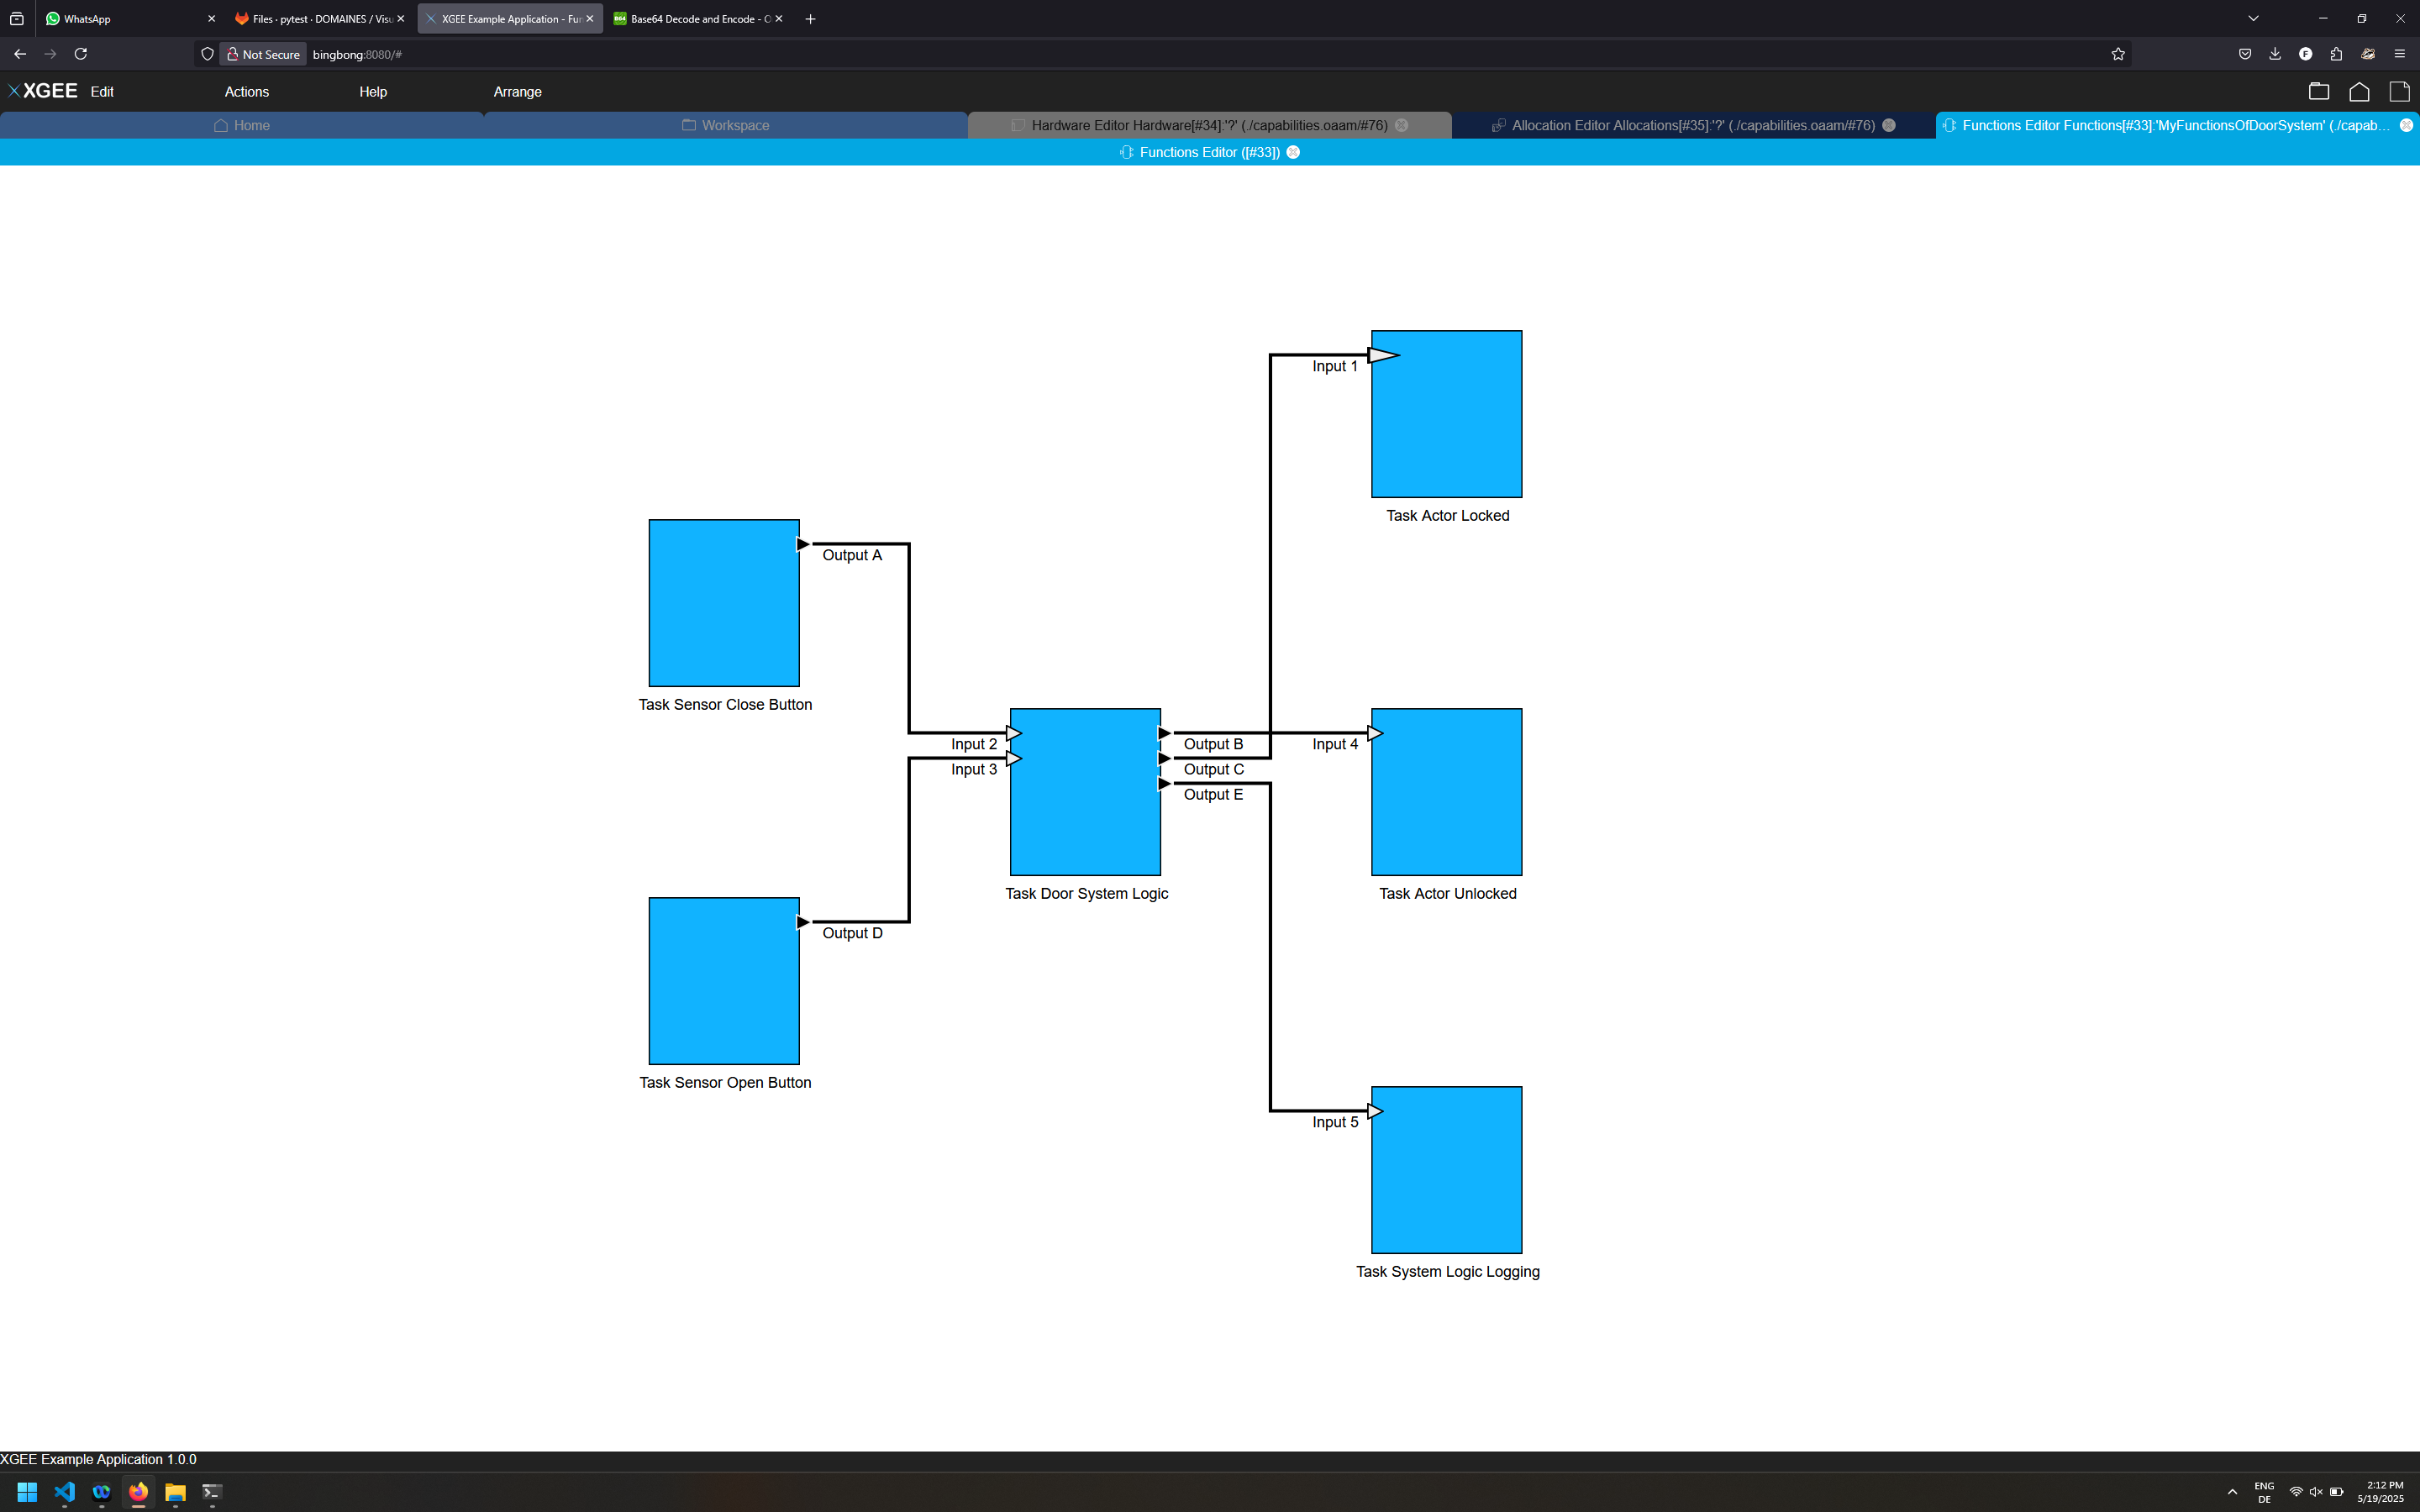 WhatsApp
Files · pytest · DOMAINES / Visu
XGEE Example Application - Fun
B64 Base64 Decode and Encode - O
Not Secure bingbong:8080/#
XGEE Edit Actions Help Arrange
Home
Workspace
Hardware Editor Hardware[#34]:'?' (./capabilities.oaam/#76)
Allocation Editor Allocations[#35]:'?' (./capabilities.oaam/#76)
Functions Editor Functions[#33]:'MyFunctionsOfDoorSystem' (./capab...
Functions Editor ([#33])
Input 1
Task Actor Locked
Output A
Task Sensor Close Button
Input 2
Input 3
Output B
Output C
Output E
Input 4
Task Door System Logic
Task Actor Unlocked
Output D
Task Sensor Open Button
Input 5
Task System Logic Logging
XGEE Example Application 1.0.0
ENG
DE
2:12 PM
5/19/2025